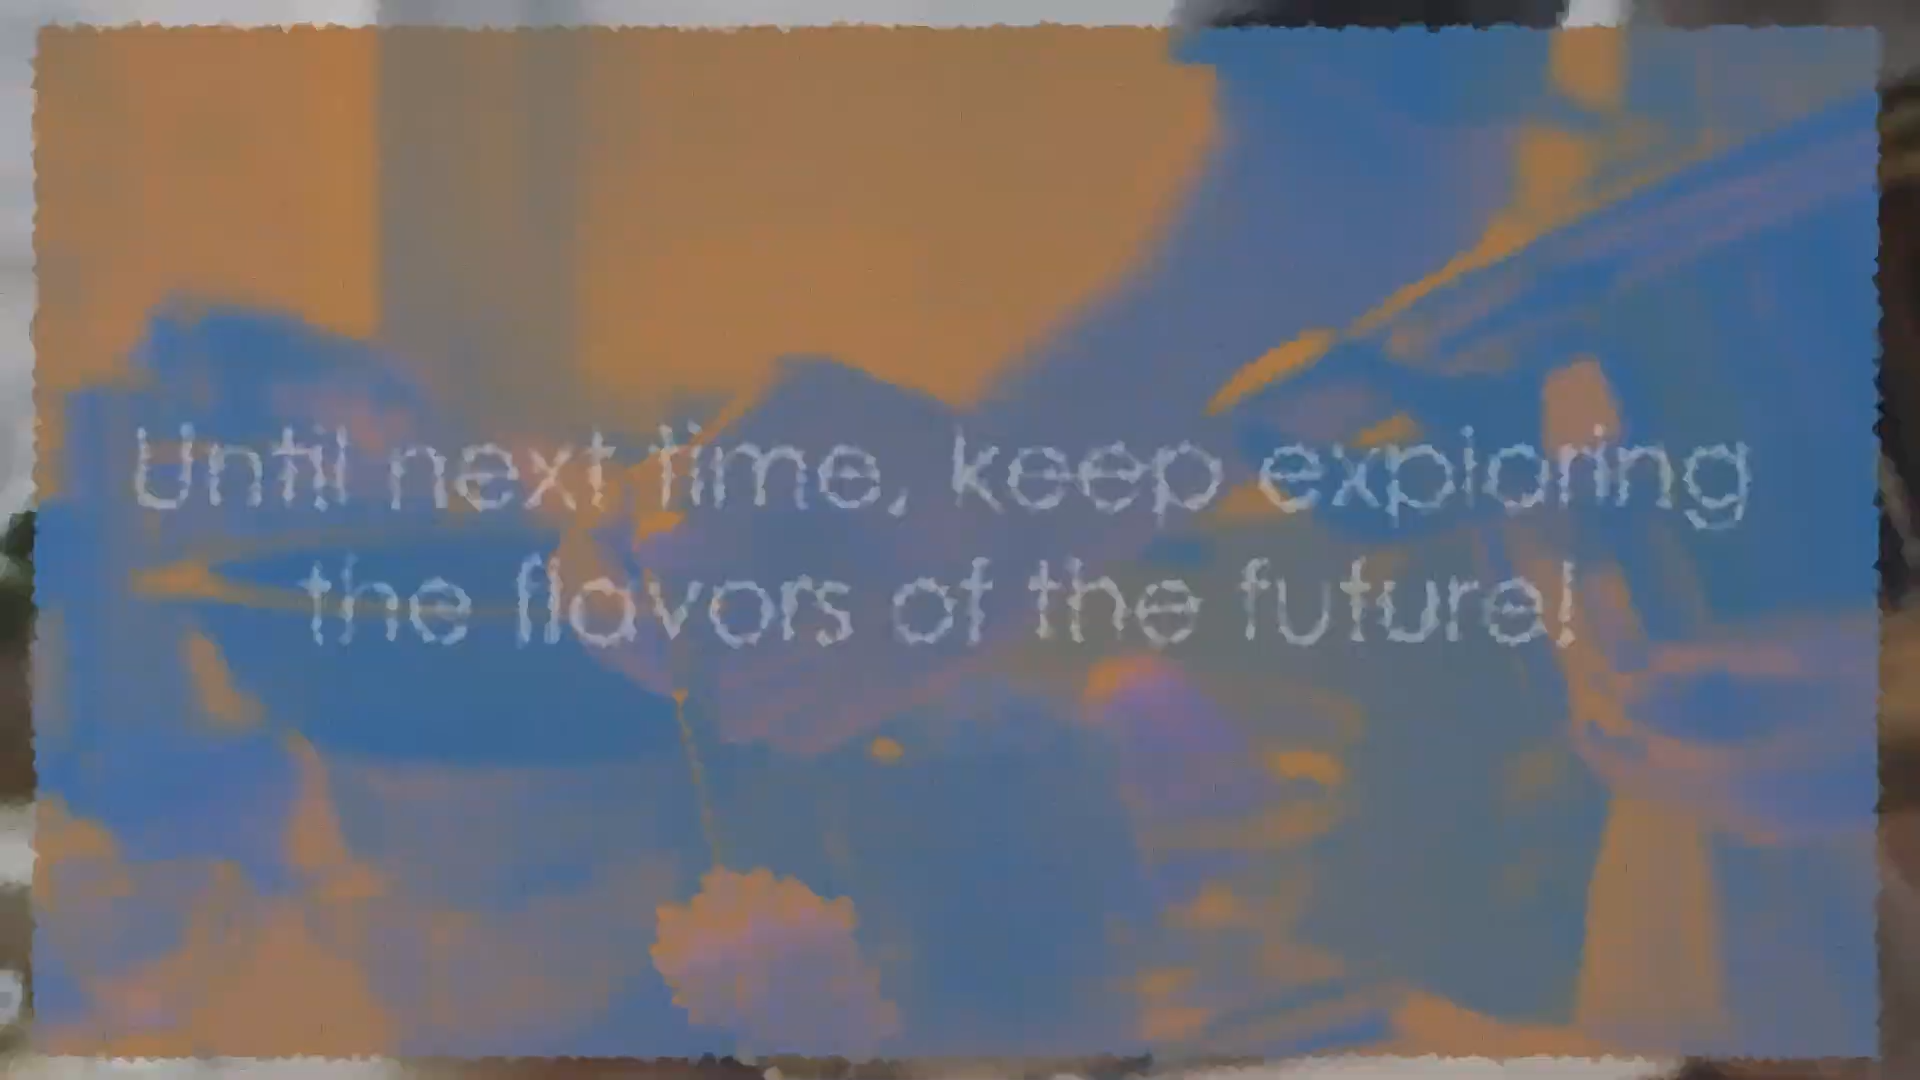 Until next time, keep exploring
the flavors of the future!